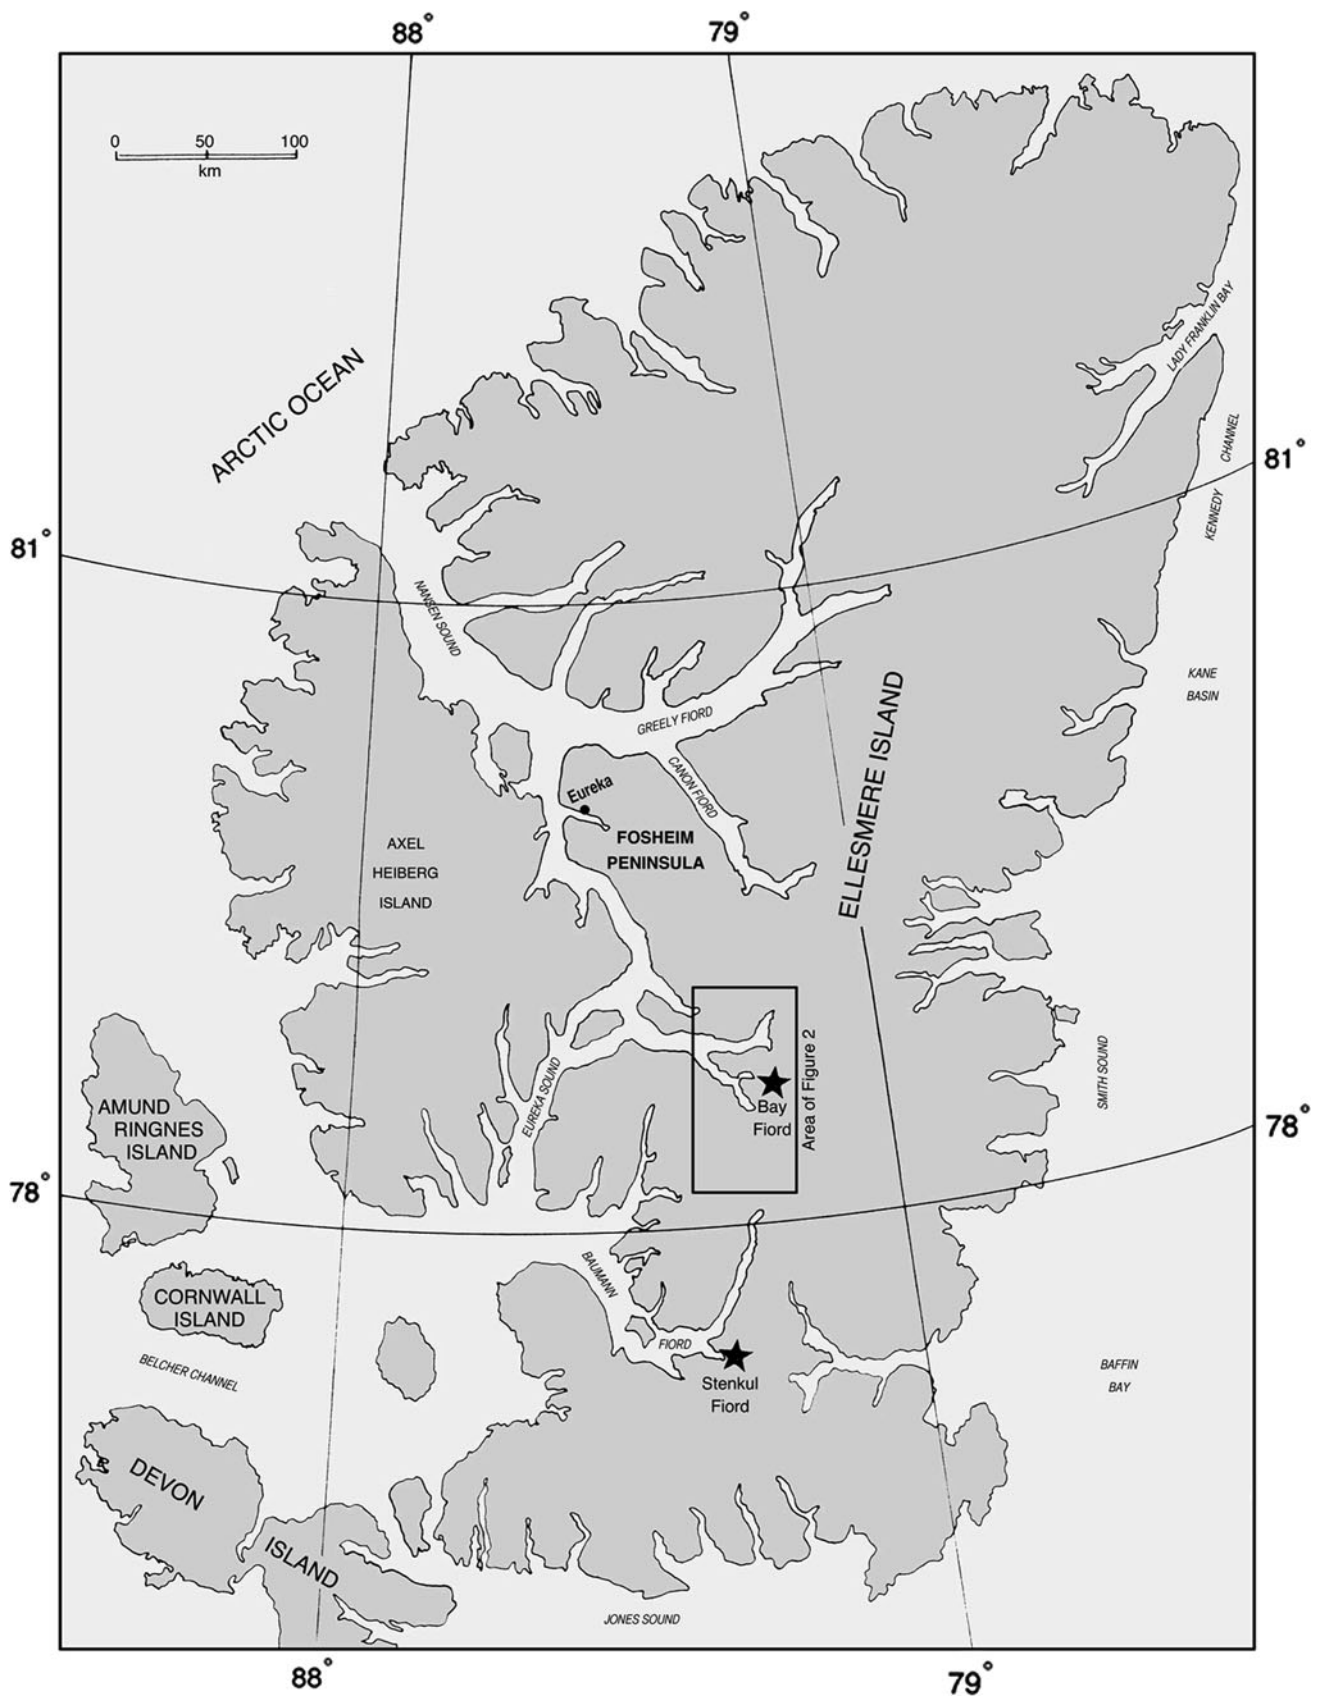 88°
79°
0 50 100
km
ARCTIC OCEAN
LADY FRANKLIN BAY
KENNEDY CHANNEL
81°
81°
NANSEN SOUND
KANE
BASIN
GREELY FIORD
CANON FIORD
Eureka
FOSHEIM
PENINSULA
ELLESMERE ISLAND
AXEL
HEIBERG
ISLAND
EUREKA SOUND
Area of Figure 2
Bay
Fiord
SMITH SOUND
AMUND
RINGNES
ISLAND
78°
78°
BAUMANN
FIORD
CORNWALL
ISLAND
BELCHER CHANNEL
Stenkul
Fiord
BAFFIN
BAY
DEVON
ISLAND
JONES SOUND
88°
79°